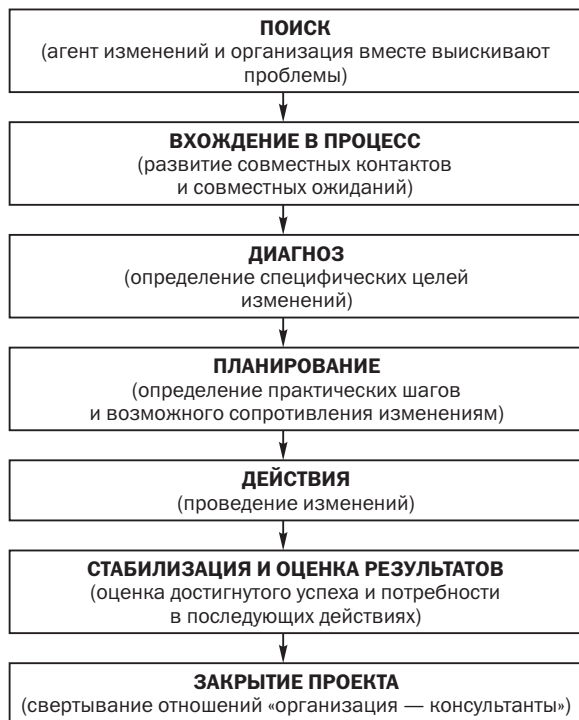 ПОИСК
(агент изменений и организация вместе выискивают
проблемы)
ВХОЖДЕНИЕ В ПРОЦЕСС
(развитие совместных контактов
и совместных ожиданий)
ДИАГНОЗ
(определение специфических целей
изменений)
ПЛАНИРОВАНИЕ
(определение практических шагов
и возможного сопротивления изменениям)
ДЕЙСТВИЯ
(проведение изменений)
СТАБИЛИЗАЦИЯ И ОЦЕНКА РЕЗУЛЬТАТОВ
(оценка достигнутого успеха и потребности
в последующих действиях)
ЗАКРЫТИЕ ПРОЕКТА
(свертывание отношений «организация — консультанты»)